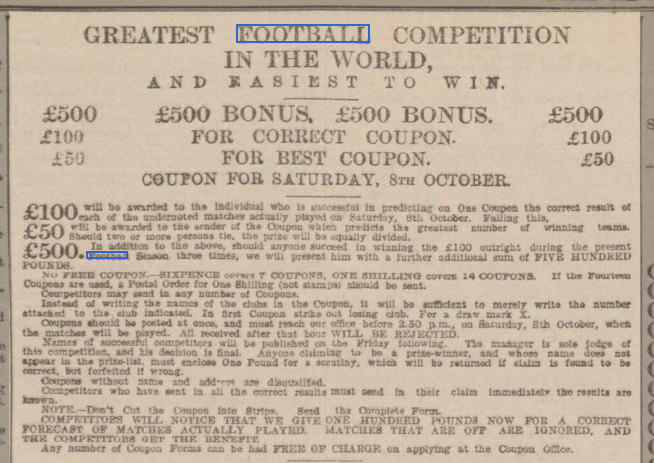 GREATEST FOOTBALL COMPETITION
IN THE WORLD,
AND EASIEST TO WIN.
£500 £500 BONUS, £500 BONUS. £500
£100 FOR CORRECT COUPON. £100
£50 FOR BEST COUPON. £50
COUPON FOR SATURDAY, 8TH OCTOBER.
£100 will be awarded to the individual who is successful in predicting on One Coupon the correct result of
each of the undernoted matches actually played on Saturday, 8th October. Failing this,
£50 will be awarded to the sender of the Coupon which predicts the greatest number of winning teams.
Should two or more persons tie, the prize will be equally divided.
£500. In addition to the above, should anyone succeed in winning the £100 outright during the present
Football Season three times, we will present him with a further additional sum of FIVE HUNDRED
POUNDS.
NO FREE COUPON.—SIXPENCE covers 7 COUPONS, ONE SHILLING covers 14 COUPONS. If the Fourteen
Coupons are used, a Postal Order for One Shilling (not stamps) should be sent.
Competitors may send in any number of Coupons.
Instead of writing the names of the clubs in the Coupon, it will be sufficient to merely write the number
attached to the club indicated. In first Coupon strike out losing club. For a draw mark X.
Coupons should be posted at once, and must reach our office before 2.30 p.m., on Saturday, 8th October, when
the matches will be played. All received after that hour WILL BE REJECTED.
Names of successful competitors will be published on the Friday following. The manager is sole judge of
this competition, and his decision is final. Anyone claiming to be a prize-winner, and whose name does not
appear in the prize-list, must enclose One Pound for a scrutiny, which will be returned if claim is found to be
correct, but forfeited if wrong.
Coupons without name and address are disqualified.
Competitors who have sent in all the correct results must send in their claim immediately the results are
known.
NOTE.—Don't Cut the Coupon into Strips. Send the Complete Form.
COMPETITORS WILL NOTICE THAT WE GIVE ONE HUNDRED POUNDS NOW FOR A CORRECT
FORECAST OF MATCHES ACTUALLY PLAYED. MATCHES THAT ARE OFF ARE IGNORED, AND
THE COMPETITORS GET THE BENEFIT.
Any number of Coupon Forms can be had FREE OF CHARGE on applying at the Coupon Office.